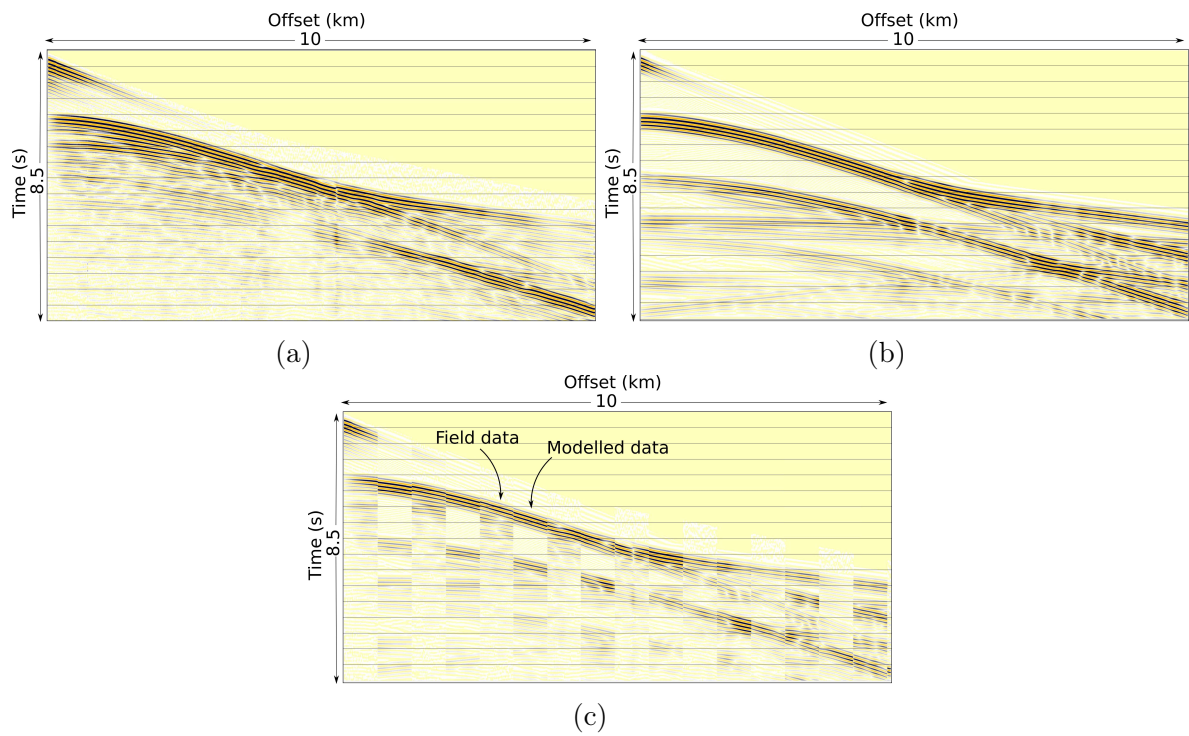 Offset (km)
10
Time (s)
8.5
(a)
Offset (km)
10
Time (s)
8.5
(b)
Offset (km)
10
Field data
Modelled data
Time (s)
8.5
(c)